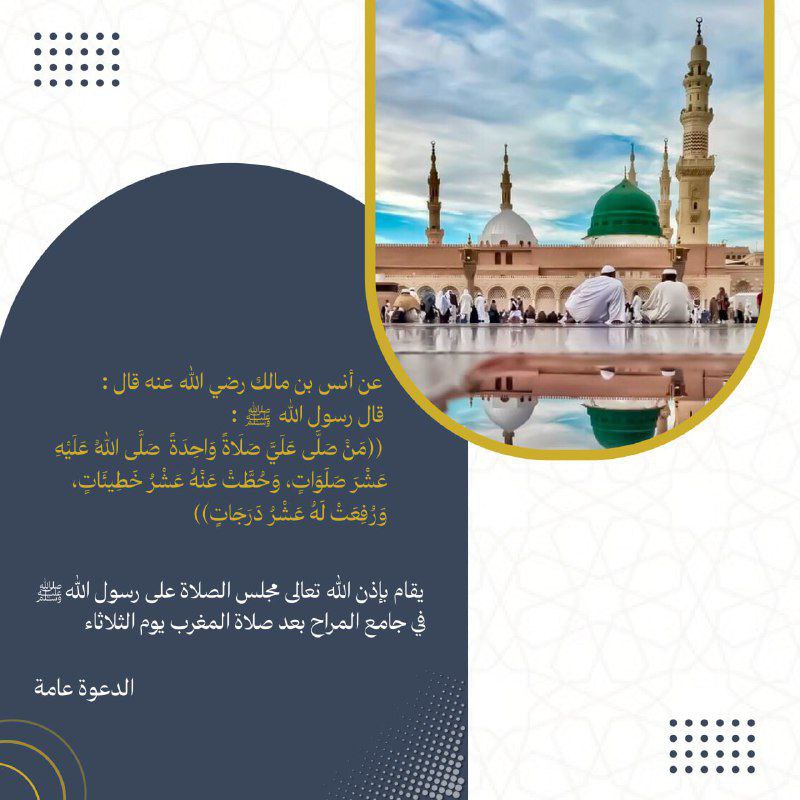 عن أنس بن مالك رضي الله عنه قال :
قال رسول الله ﷺ :
((مَنْ صَلَّى عَلَيَّ صَلَاةً وَاحِدَةً صَلَّى اللهُ عَلَيْهِ
عَشْرَ صَلَوَاتٍ، وَحُطَّتْ عَنْهُ عَشْرُ خَطِيئَاتٍ،
وَرُفِعَتْ لَهُ عَشْرُ دَرَجَاتٍ))
يقام بإذن الله تعالى مجلس الصلاة على رسول الله ﷺ
في جامع المراح بعد صلاة المغرب يوم الثلاثاء
الدعوة عامة